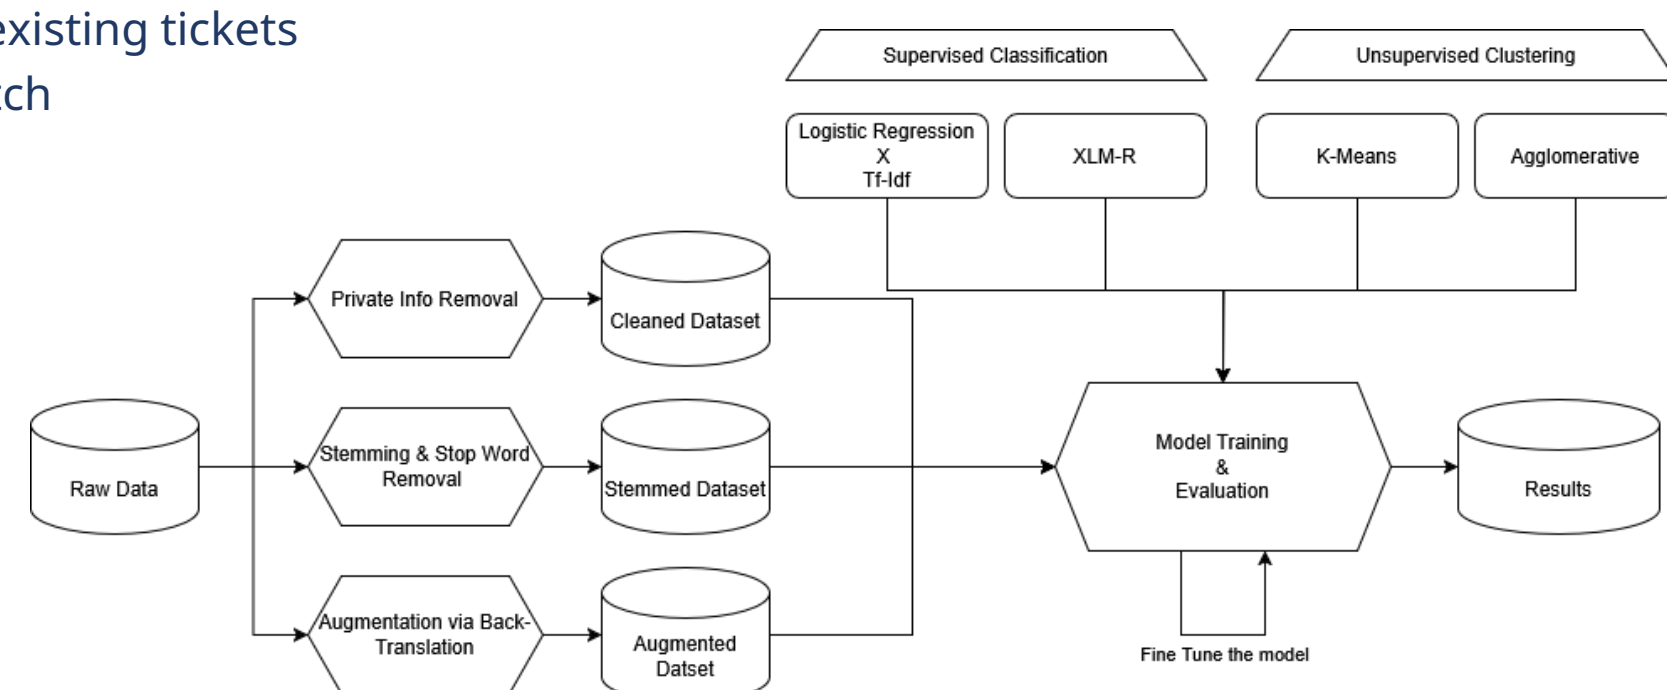 existing tickets
tch
Supervised Classification
Unsupervised Clustering
Logistic Regression
X
Tf-Idf
XLM-R
K-Means
Agglomerative
Private Info Removal
Cleaned Dataset
Raw Data
Stemming & Stop Word
Removal
Stemmed Dataset
Model Training
&
Evaluation
Results
Augmentation via Back-
Translation
Augmented
Datset
Fine Tune the model